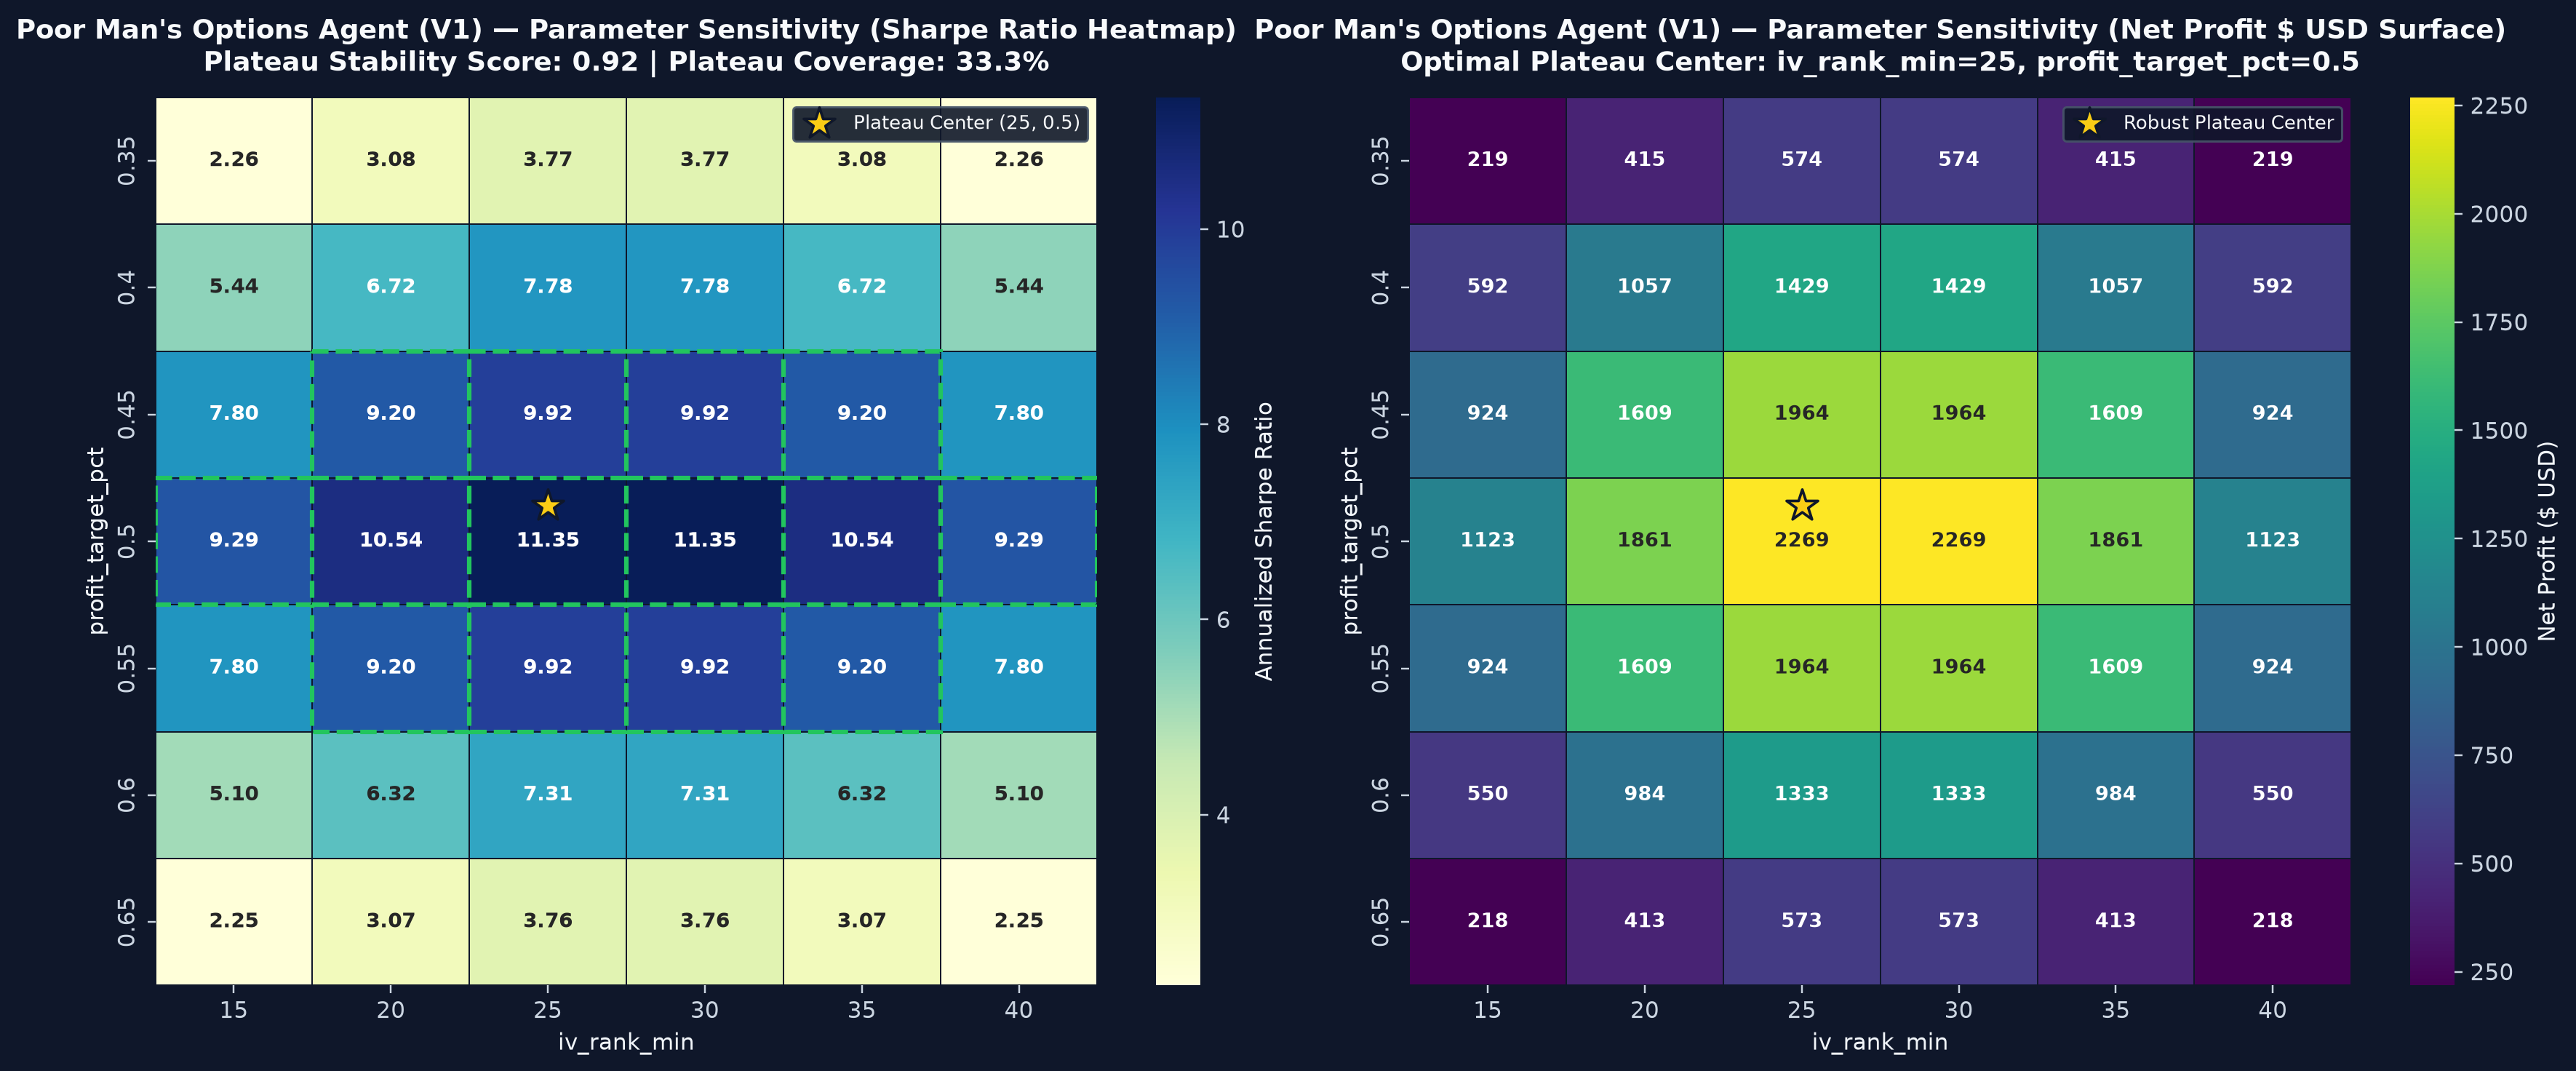 Poor Man's Options Agent (V1) — Parameter Sensitivity (Sharpe Ratio Heatmap)
Plateau Stability Score: 0.92 | Plateau Coverage: 33.3%
Plateau Center (25, 0.5)
profit_target_pct
0.35 2.26 3.08 3.77 3.77 3.08 2.26
0.4 5.44 6.72 7.78 7.78 6.72 5.44
0.45 7.80 9.20 9.92 9.92 9.20 7.80
0.5 9.29 10.54 11.35 11.35 10.54 9.29
0.55 7.80 9.20 9.92 9.92 9.20 7.80
0.6 5.10 6.32 7.31 7.31 6.32 5.10
0.65 2.25 3.07 3.76 3.76 3.07 2.25
15 20 25 30 35 40
iv_rank_min
10
8
6
4
Annualized Sharpe Ratio
Poor Man's Options Agent (V1) — Parameter Sensitivity (Net Profit $ USD Surface)
Optimal Plateau Center: iv_rank_min=25, profit_target_pct=0.5
Robust Plateau Center
profit_target_pct
0.35 219 415 574 574 415 219
0.4 592 1057 1429 1429 1057 592
0.45 924 1609 1964 1964 1609 924
0.5 1123 1861 2269 2269 1861 1123
0.55 924 1609 1964 1964 1609 924
0.6 550 984 1333 1333 984 550
0.65 218 413 573 573 413 218
15 20 25 30 35 40
iv_rank_min
2250
2000
1750
1500
1250
1000
750
500
250
Net Profit ($ USD)